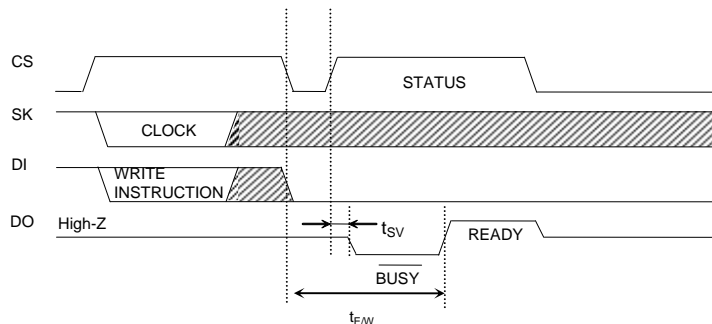 CS
STATUS
SK
CLOCK
DI
WRITE
INSTRUCTION
DO
High-Z
tSV
READY
BUSY
tE/W